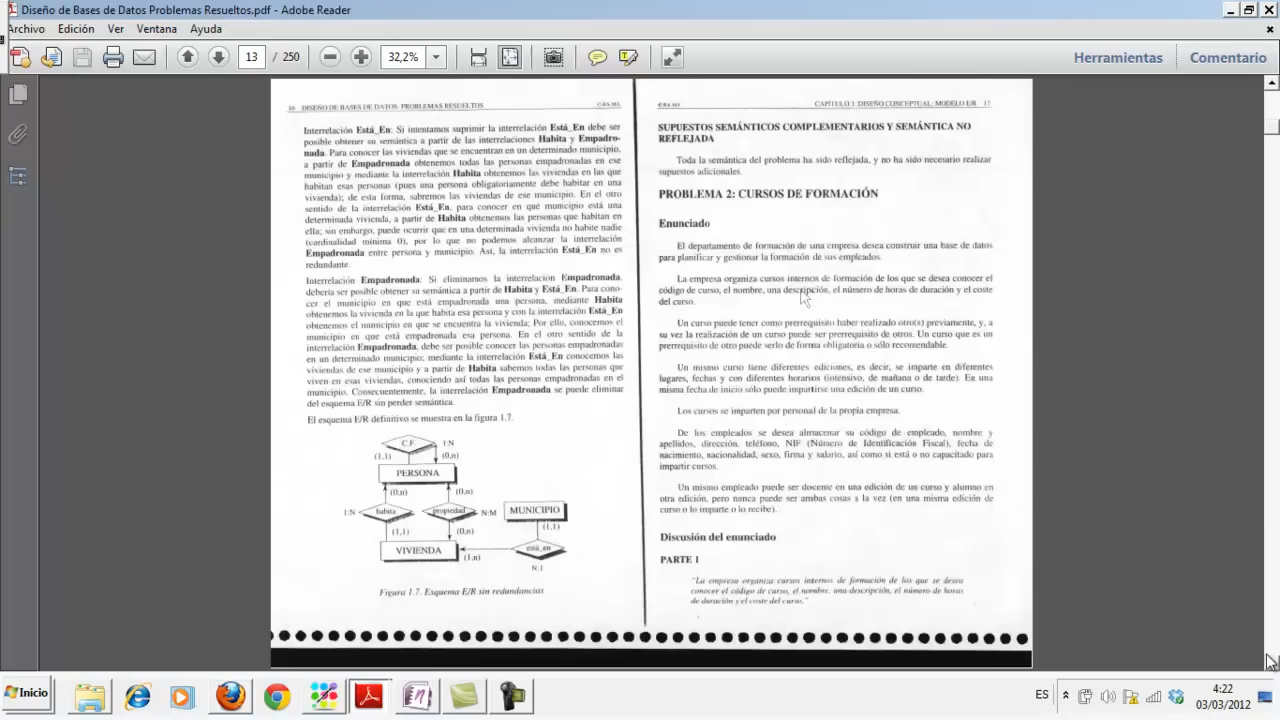 Diseño de Bases de Datos Problemas Resueltos.pdf - Adobe Reader
Archivo Edición Ver Ventana Ayuda
13 / 250 32,2% Herramientas Comentario
16 DISEÑO DE BASES DE DATOS: PROBLEMAS RESUELTOS ©RA-MA
Interrelación Está_En: Si intentamos suprimir la interrelación Está_En debe ser
posible obtener su semántica a partir de las interrelaciones Habita y Empadro-
nada. Para conocer las viviendas que se encuentran en un determinado municipio,
a partir de Empadronada obtenemos todas las personas empadronadas en ese
municipio y mediante la interrelación Habita obtenemos las viviendas en las que
habitan esas personas (pues una persona obligatoriamente debe habitar en una
vivienda); de esta forma, sabremos las viviendas de ese municipio. En el otro
sentido de la interrelación Está_En, para conocer en qué municipio está una
determinada vivienda, a partir de Habita obtenemos las personas que habitan en
ella; sin embargo, puede ocurrir que en una determinada vivienda no habite nadie
(cardinalidad mínima 0), por lo que no podemos alcanzar la interrelación
Empadronada entre persona y municipio. Así, la interrelación Está_En no es
redundante.
Interrelación Empadronada: Si eliminamos la interrelación Empadronada,
debería ser posible obtener su semántica a partir de Habita y Está_En. Para cono-
cer el municipio en que está empadronada una persona, mediante Habita
obtenemos la vivienda en la que habita esa persona y con la interrelación Está_En
obtenemos el municipio en que se encuentra la vivienda; Por ello, conocemos el
municipio en que está empadronada esa persona. En el otro sentido de la
interrelación Empadronada, debe ser posible conocer las personas empadronadas
en un determinado municipio; mediante la interrelación Está_En conocemos las
viviendas de ese municipio y a partir de Habita sabemos todas las personas que
viven en esas viviendas, conociendo así todas las personas empadronadas en el
municipio. Consecuentemente, la interrelación Empadronada se puede eliminar
del esquema E/R sin perder semántica.
El esquema E/R definitivo se muestra en la figura 1.7.
C.F. 1:N
(1,1) (0,n)
PERSONA
(0,n) (0,n)
1:N habita propiedad N:M MUNICIPIO
(1,1) (0,n) (1,1)
VIVIENDA (1,n) está_en
N:1
Figura 1.7. Esquema E/R sin redundancias
©RA-MA CAPÍTULO 1. DISEÑO CONCEPTUAL: MODELO E/R 17
SUPUESTOS SEMÁNTICOS COMPLEMENTARIOS Y SEMÁNTICA NO
REFLEJADA
Toda la semántica del problema ha sido reflejada, y no ha sido necesario realizar
supuestos adicionales.
PROBLEMA 2: CURSOS DE FORMACIÓN
Enunciado
El departamento de formación de una empresa desea construir una base de datos
para planificar y gestionar la formación de sus empleados.
La empresa organiza cursos internos de formación de los que se desea conocer el
código de curso, el nombre, una descripción, el número de horas de duración y el coste
del curso.
Un curso puede tener como prerrequisito haber realizado otro(s) previamente, y, a
su vez la realización de un curso puede ser prerrequisito de otros. Un curso que es un
prerrequisito de otro puede serlo de forma obligatoria o sólo recomendable.
Un mismo curso tiene diferentes ediciones, es decir, se imparte en diferentes
lugares, fechas y con diferentes horarios (intensivo, de mañana o de tarde). En una
misma fecha de inicio sólo puede impartirse una edición de un curso.
Los cursos se imparten por personal de la propia empresa.
De los empleados se desea almacenar su código de empleado, nombre y
apellidos, dirección, teléfono, NIF (Número de Identificación Fiscal), fecha de
nacimiento, nacionalidad, sexo, firma y salario, así como si está o no capacitado para
impartir cursos.
Un mismo empleado puede ser docente en una edición de un curso y alumno en
otra edición, pero nunca puede ser ambas cosas a la vez (en una misma edición de
curso o lo imparte o lo recibe).
Discusión del enunciado
PARTE 1
"La empresa organiza cursos internos de formación de los que se desea
conocer el código de curso, el nombre, una descripción, el número de horas
de duración y el coste del curso."
Inicio ES 4:22
03/03/2012